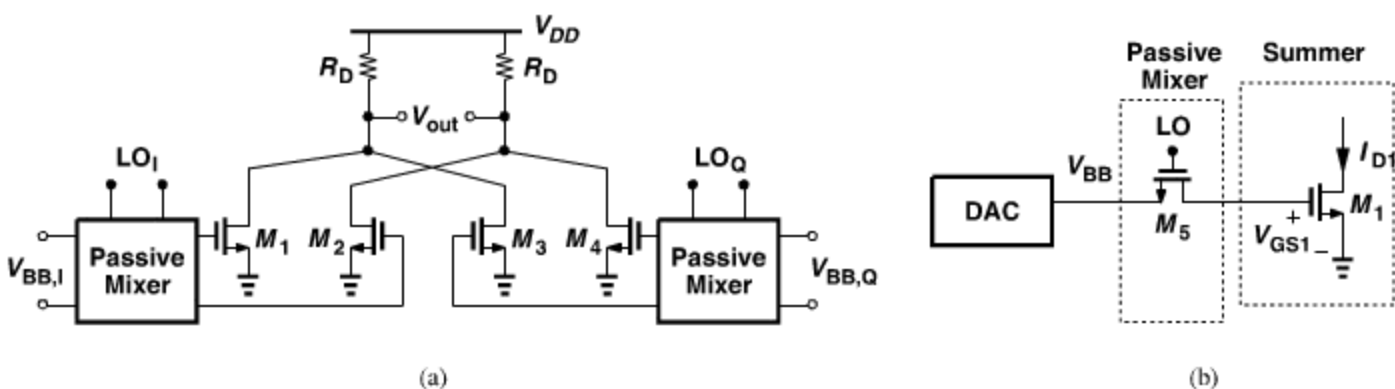 V_DD
R_D
R_D
V_out
LO_I
LO_Q
M_1
M_2
M_3
M_4
Passive
Mixer
Passive
Mixer
V_BB,I
V_BB,Q
(a)
Passive
Mixer
Summer
LO
I_D1
V_BB
DAC
M_5
M_1
+
V_GS1
−
(b)